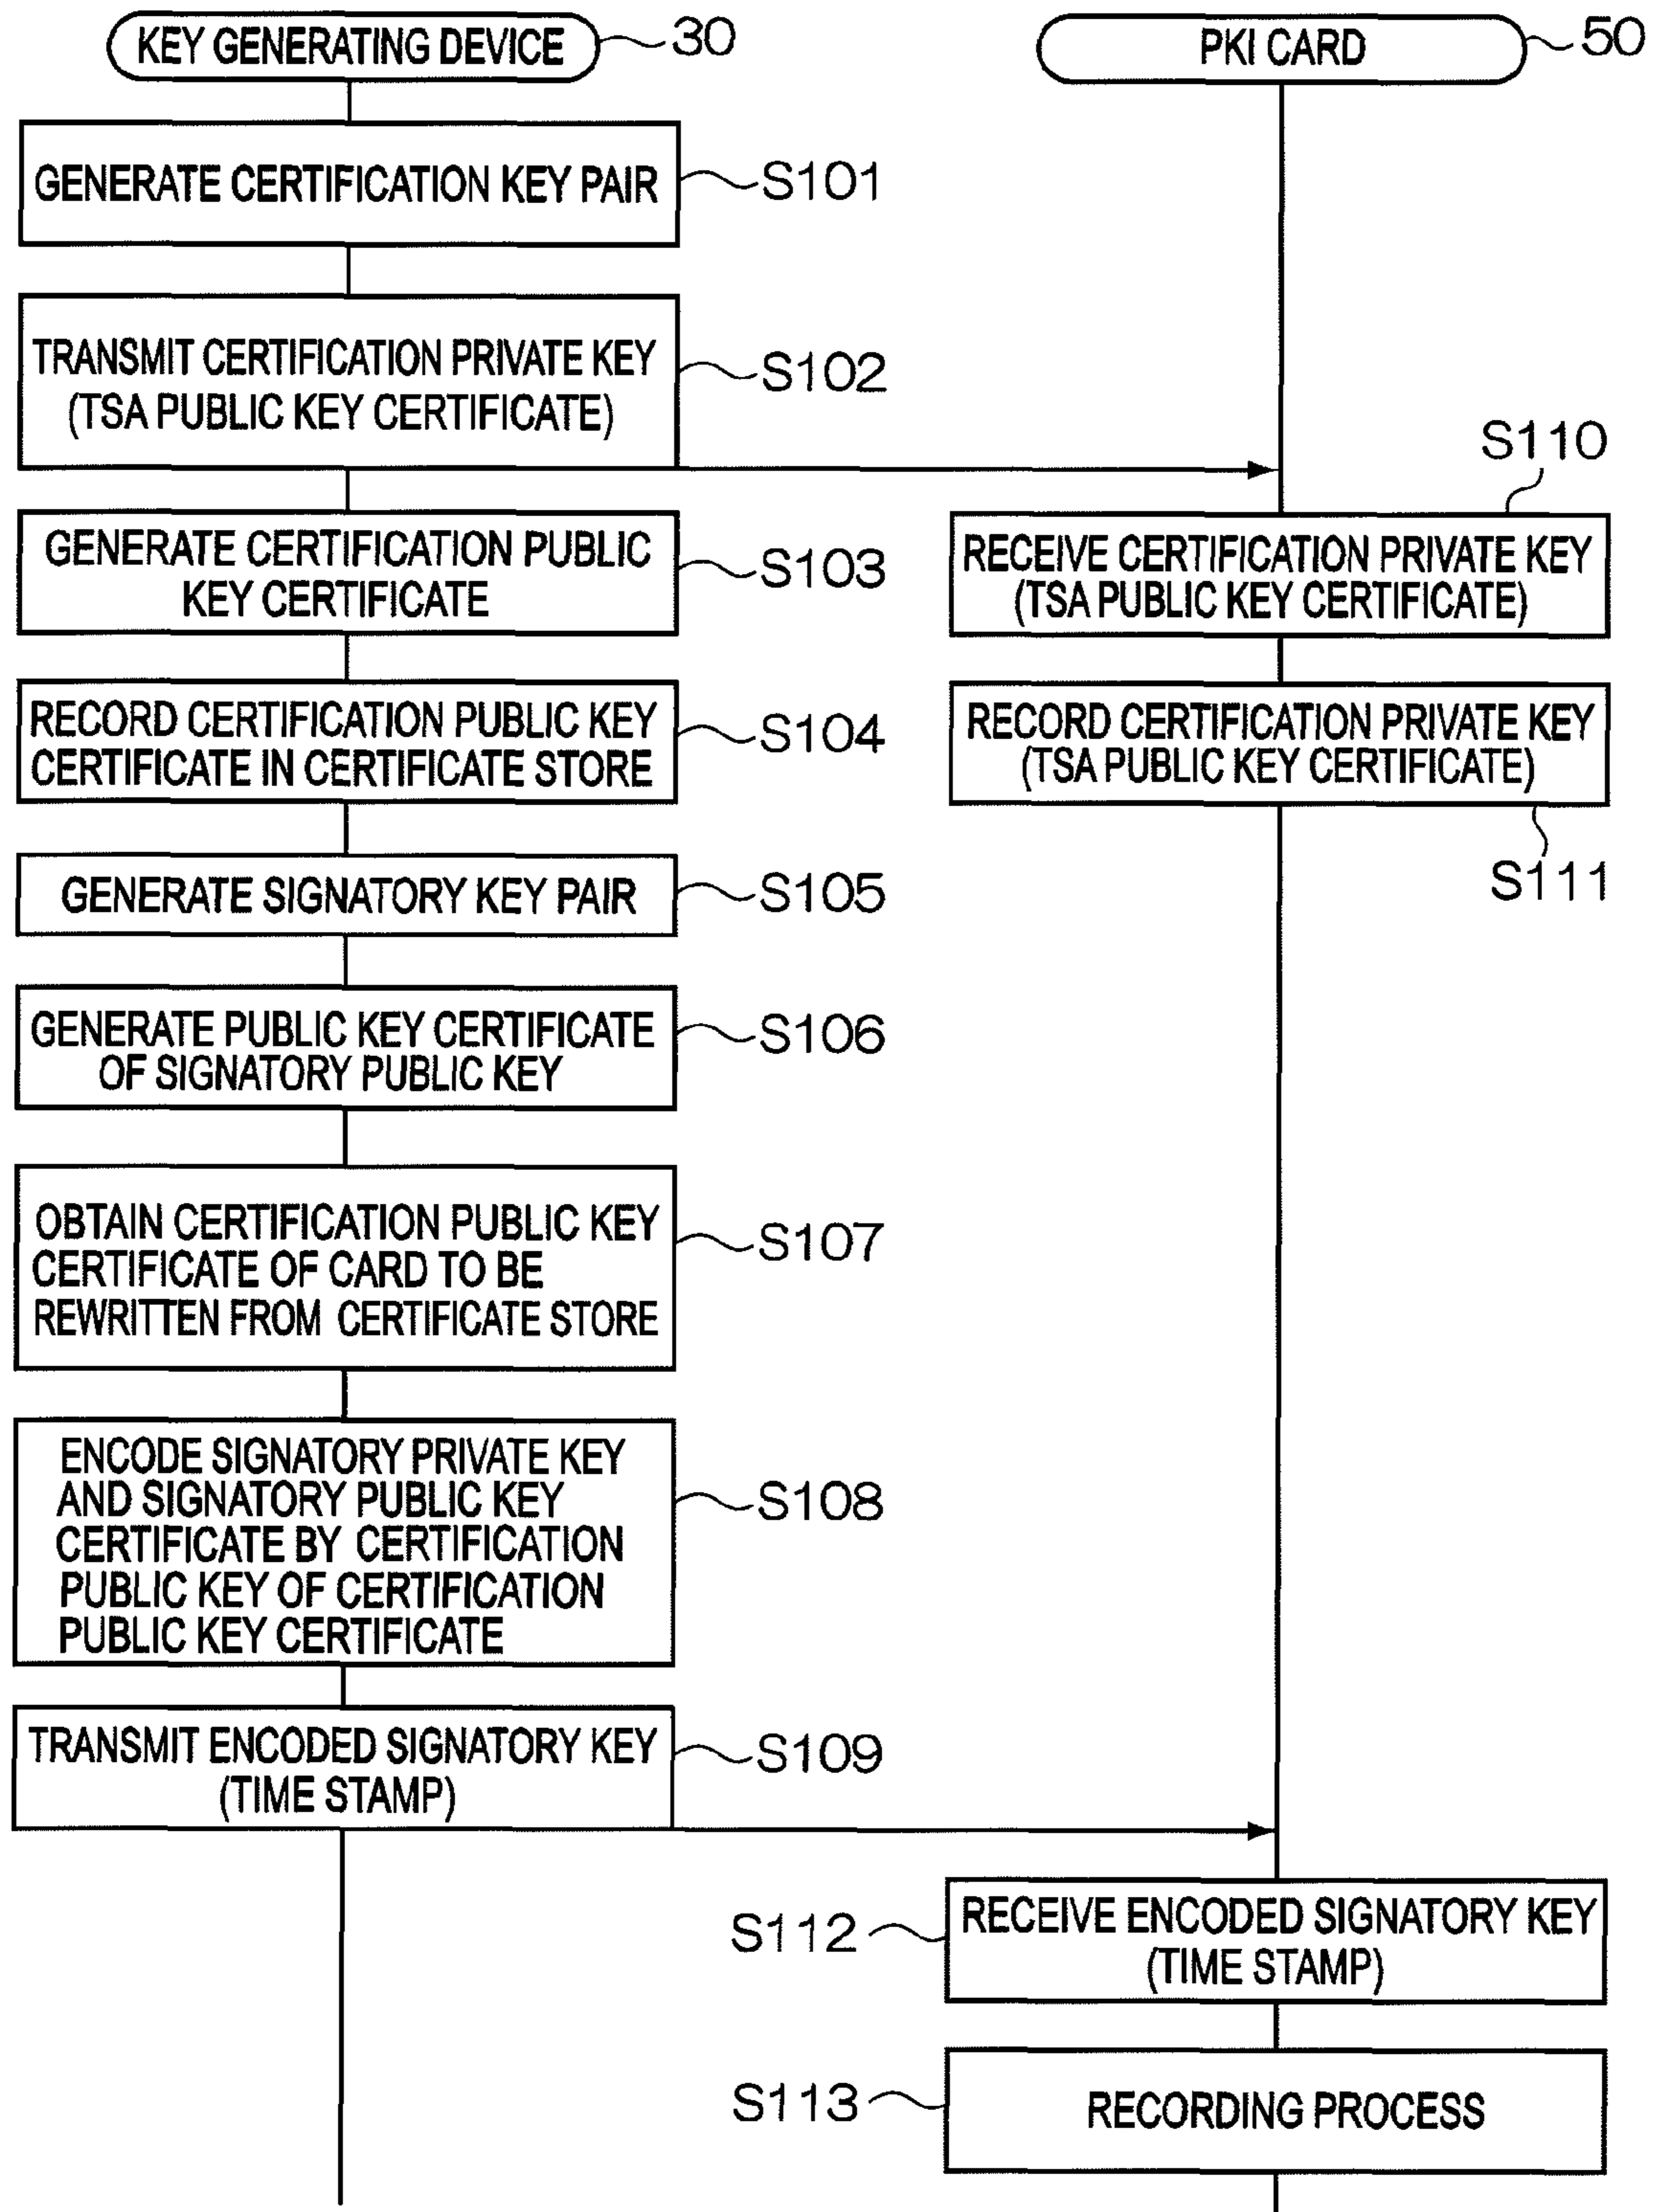 KEY GENERATING DEVICE
30
PKI CARD
50
GENERATE CERTIFICATION KEY PAIR
S101
TRANSMIT CERTIFICATION PRIVATE KEY
(TSA PUBLIC KEY CERTIFICATE)
S102
GENERATE CERTIFICATION PUBLIC
KEY CERTIFICATE
S103
S110
RECEIVE CERTIFICATION PRIVATE KEY
(TSA PUBLIC KEY CERTIFICATE)
RECORD CERTIFICATION PUBLIC KEY
CERTIFICATE IN CERTIFICATE STORE
S104
RECORD CERTIFICATION PRIVATE KEY
(TSA PUBLIC KEY CERTIFICATE)
S111
GENERATE SIGNATORY KEY PAIR
S105
GENERATE PUBLIC KEY CERTIFICATE
OF SIGNATORY PUBLIC KEY
S106
OBTAIN CERTIFICATION PUBLIC KEY
CERTIFICATE OF CARD TO BE
REWRITTEN FROM CERTIFICATE STORE
S107
ENCODE SIGNATORY PRIVATE KEY
AND SIGNATORY PUBLIC KEY
CERTIFICATE BY CERTIFICATION
PUBLIC KEY OF CERTIFICATION
PUBLIC KEY CERTIFICATE
S108
TRANSMIT ENCODED SIGNATORY KEY
(TIME STAMP)
S109
S112
RECEIVE ENCODED SIGNATORY KEY
(TIME STAMP)
S113
RECORDING PROCESS